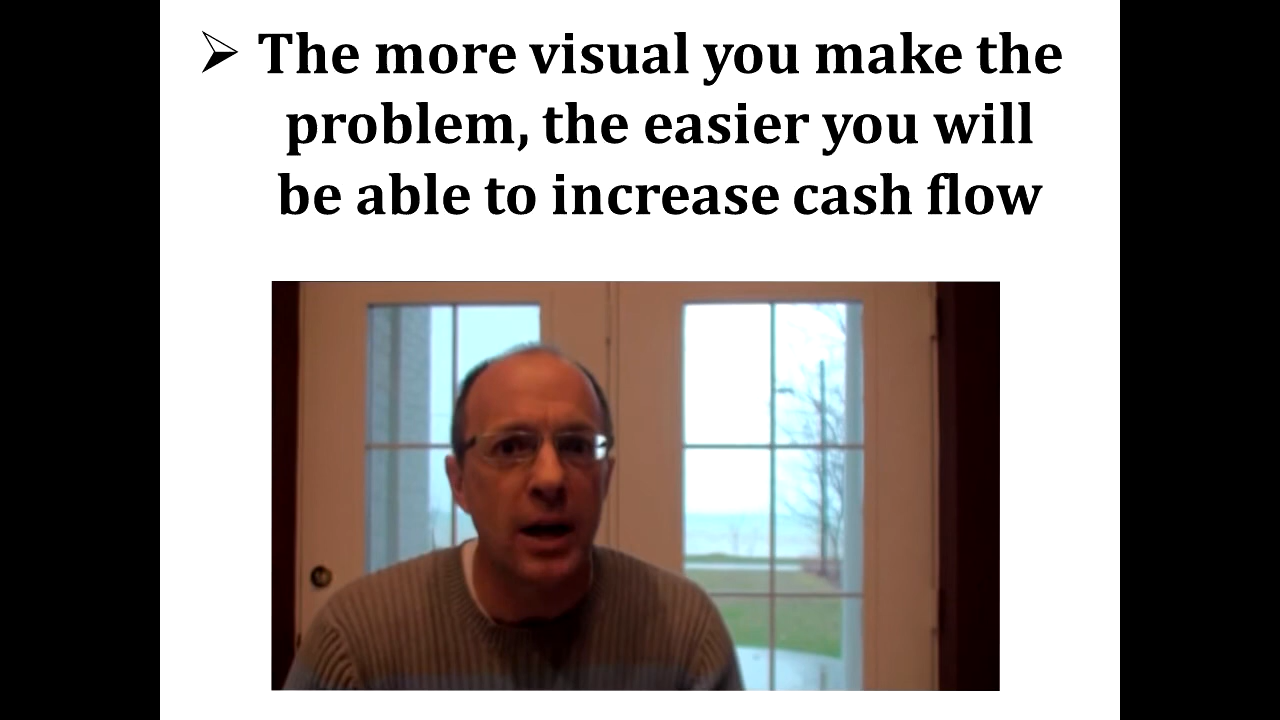 ➢ The more visual you make the
problem, the easier you will
be able to increase cash flow